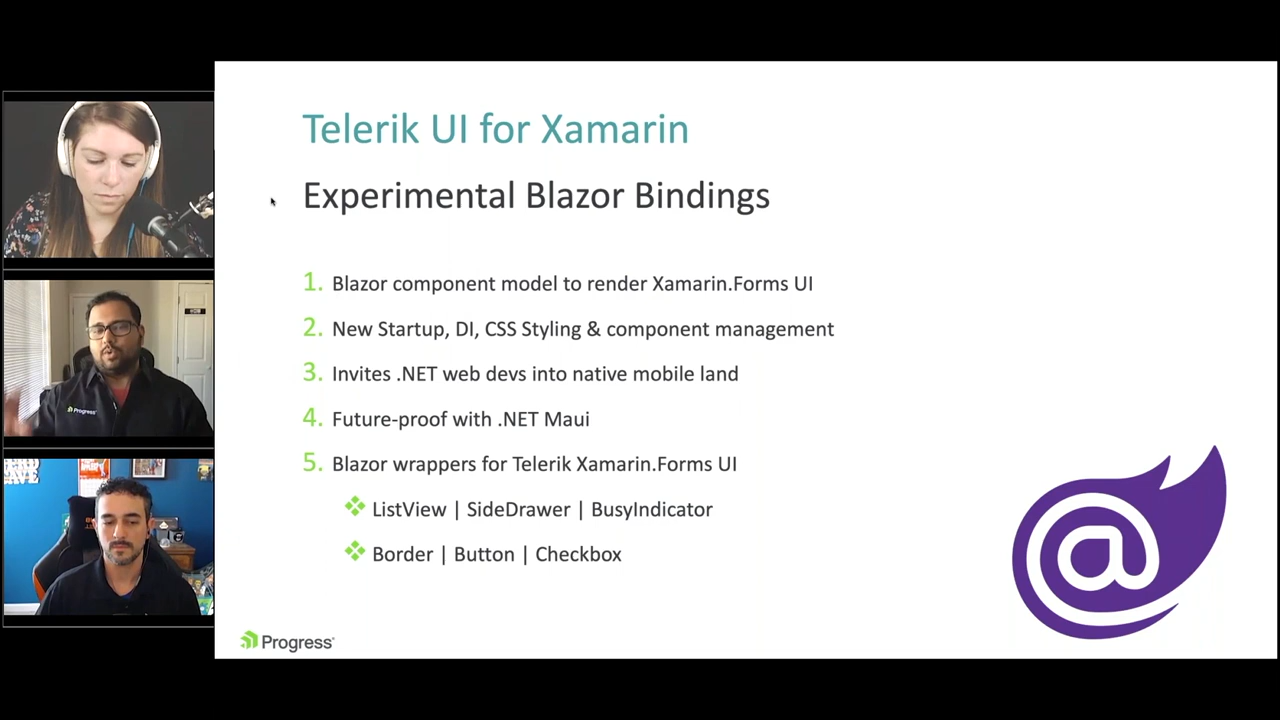 Telerik UI for Xamarin
Experimental Blazor Bindings
1. Blazor component model to render Xamarin.Forms UI
2. New Startup, DI, CSS Styling & component management
3. Invites .NET web devs into native mobile land
4. Future-proof with .NET Maui
5. Blazor wrappers for Telerik Xamarin.Forms UI
ListView | SideDrawer | BusyIndicator
Border | Button | Checkbox
Progress
Progress